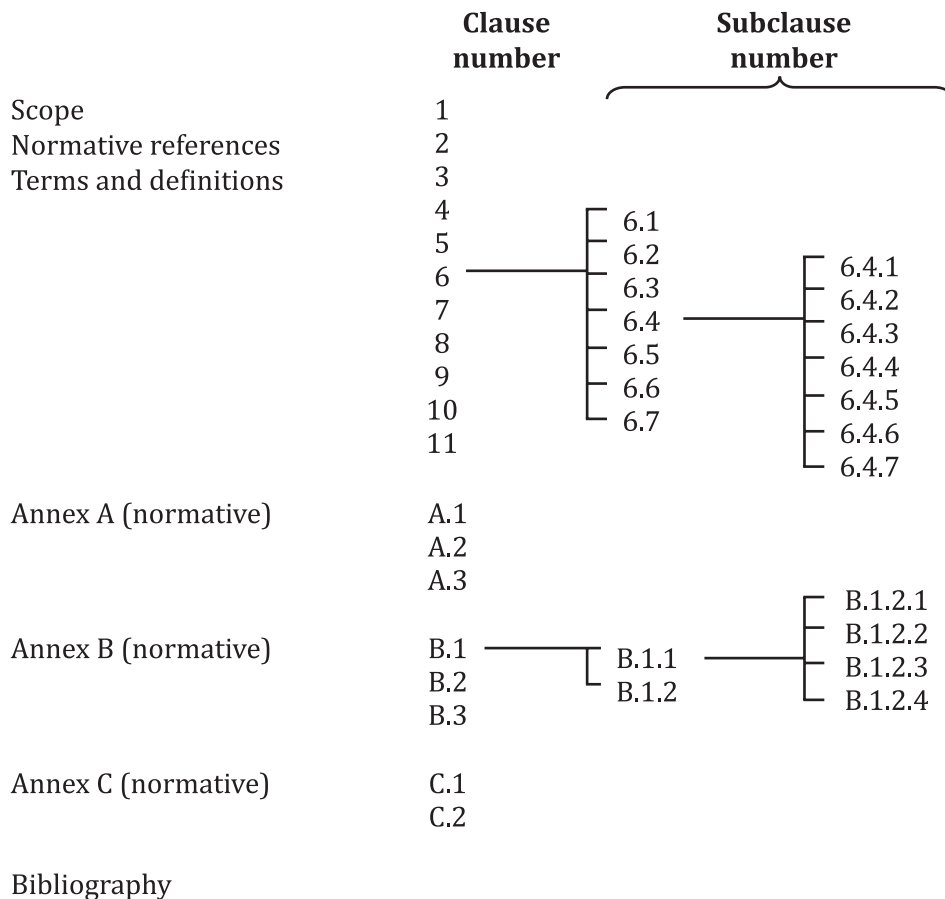 Clause number
Subclause number
Scope 1
Normative references 2
Terms and definitions 3
4
5
6
7
8
9
10
11
6.1
6.2
6.3
6.4
6.5
6.6
6.7
6.4.1
6.4.2
6.4.3
6.4.4
6.4.5
6.4.6
6.4.7
Annex A (normative) A.1
A.2
A.3
Annex B (normative) B.1
B.2
B.3
B.1.1
B.1.2
B.1.2.1
B.1.2.2
B.1.2.3
B.1.2.4
Annex C (normative) C.1
C.2
Bibliography